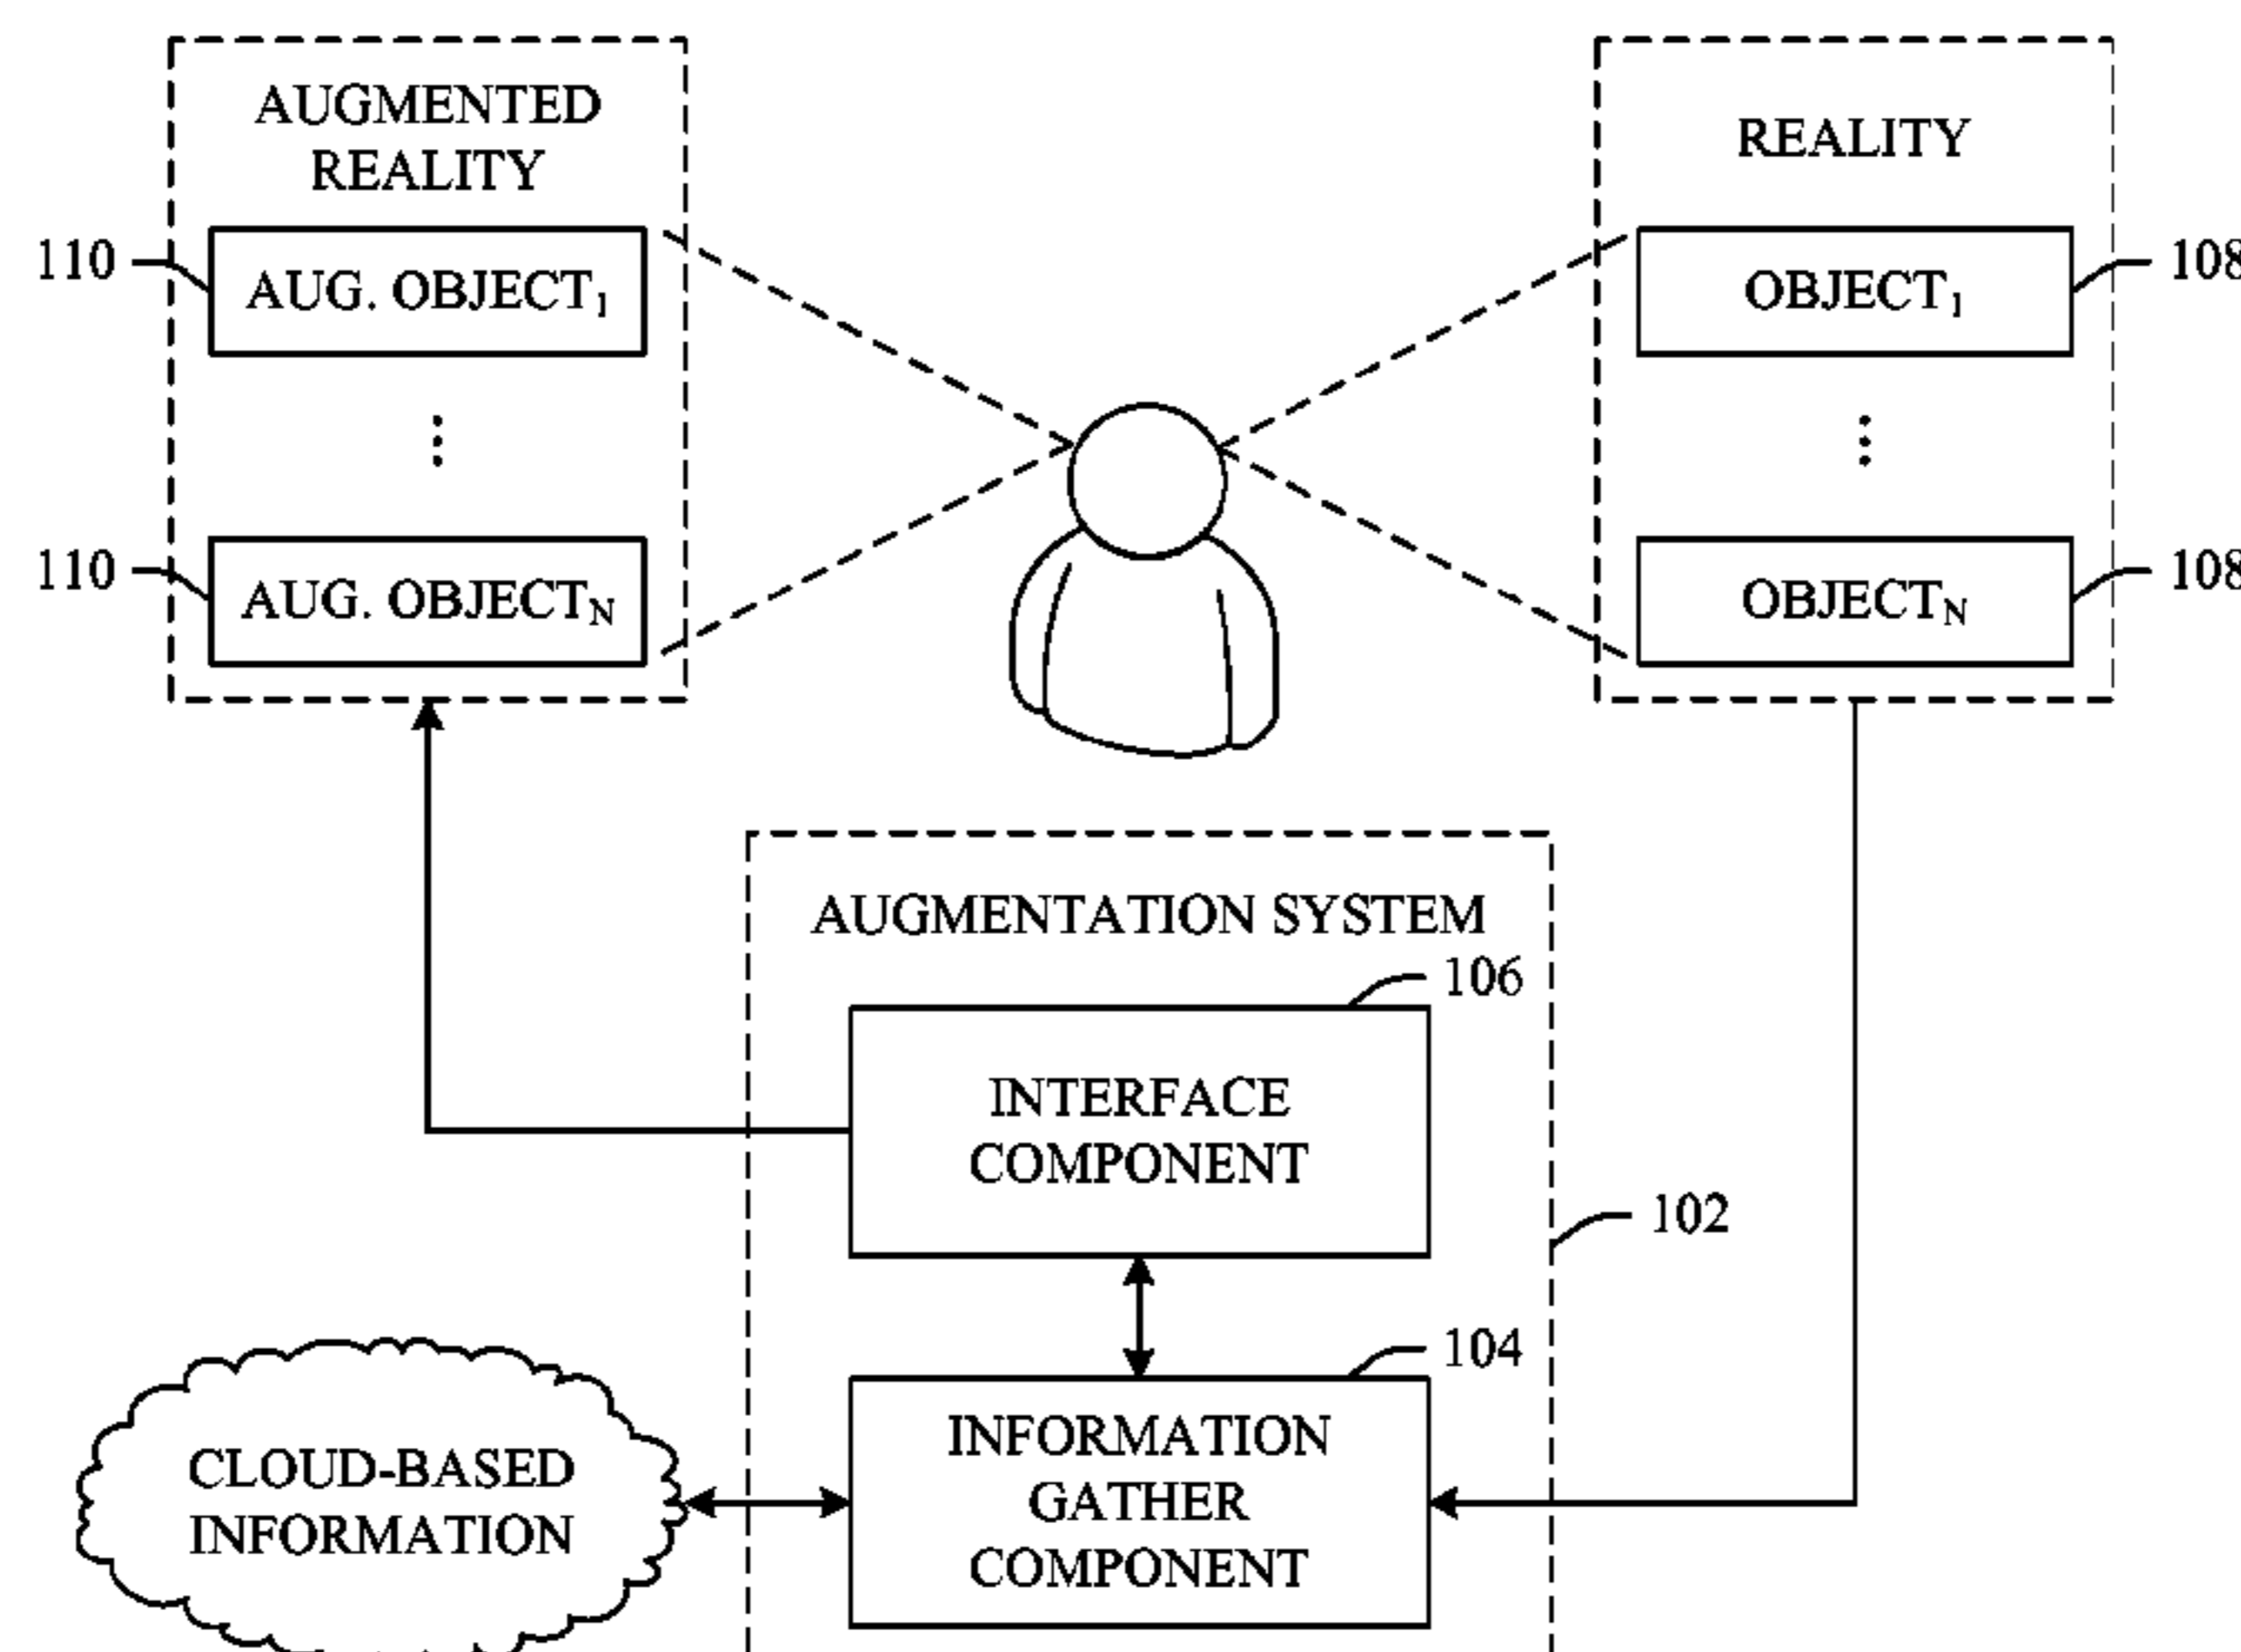 AUGMENTED
REALITY
110
AUG. OBJECT1
110
AUG. OBJECTN
REALITY
OBJECT1
108
OBJECTN
108
AUGMENTATION SYSTEM
106
INTERFACE
COMPONENT
102
104
INFORMATION
GATHER
COMPONENT
CLOUD-BASED
INFORMATION